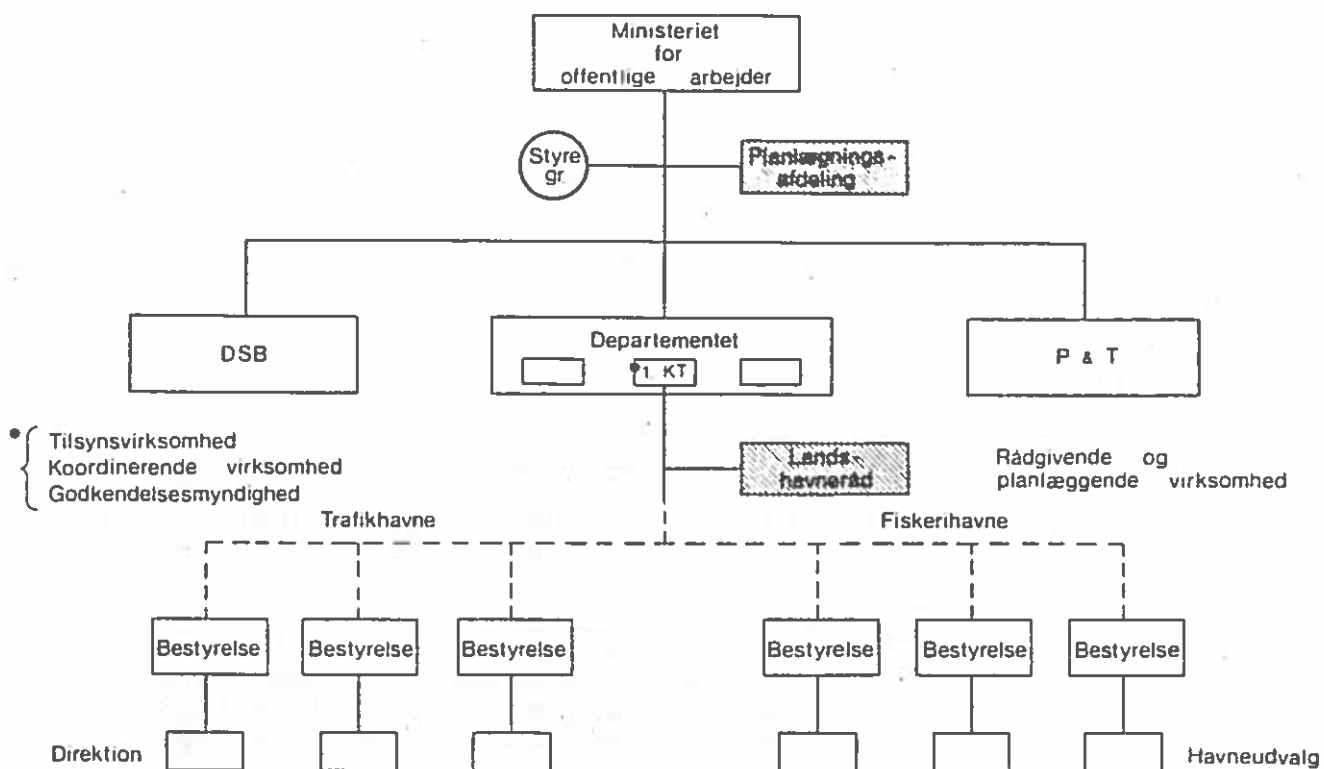 Ministeriet
for
offentlige arbejder
Styre
gr.
Planlægnings-
afdeling
DSB
Departementet
•1. KT
P & T
• Tilsynsvirksomhed
Koordinerende virksomhed
Godkendelsesmyndighed
Lands-
havneråd
Rådgivende og
planlæggende virksomhed
Trafikhavne
Fiskerihavne
Bestyrelse
Bestyrelse
Bestyrelse
Bestyrelse
Bestyrelse
Bestyrelse
Direktion
Havneudvalg